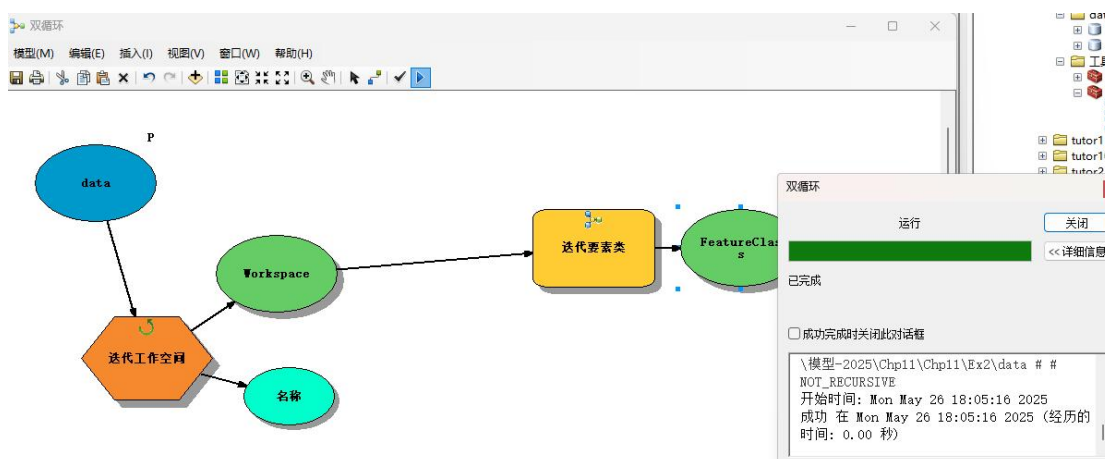 双循环
模型(M) 编辑(E) 插入(I) 视图(V) 窗口(W) 帮助(H)
P
data
Workspace
迭代工作空间
名称
迭代要素类
FeatureClas
s
工具
tutor1
tutor1
tutor2
双循环
运行
关闭
<<详细信息
已完成
成功完成时关闭此对话框
\模型-2025\Chp11\Chp11\Ex2\data # #
NOT_RECURSIVE
开始时间: Mon May 26 18:05:16 2025
成功 在 Mon May 26 18:05:16 2025 (经历的
时间: 0.00 秒)